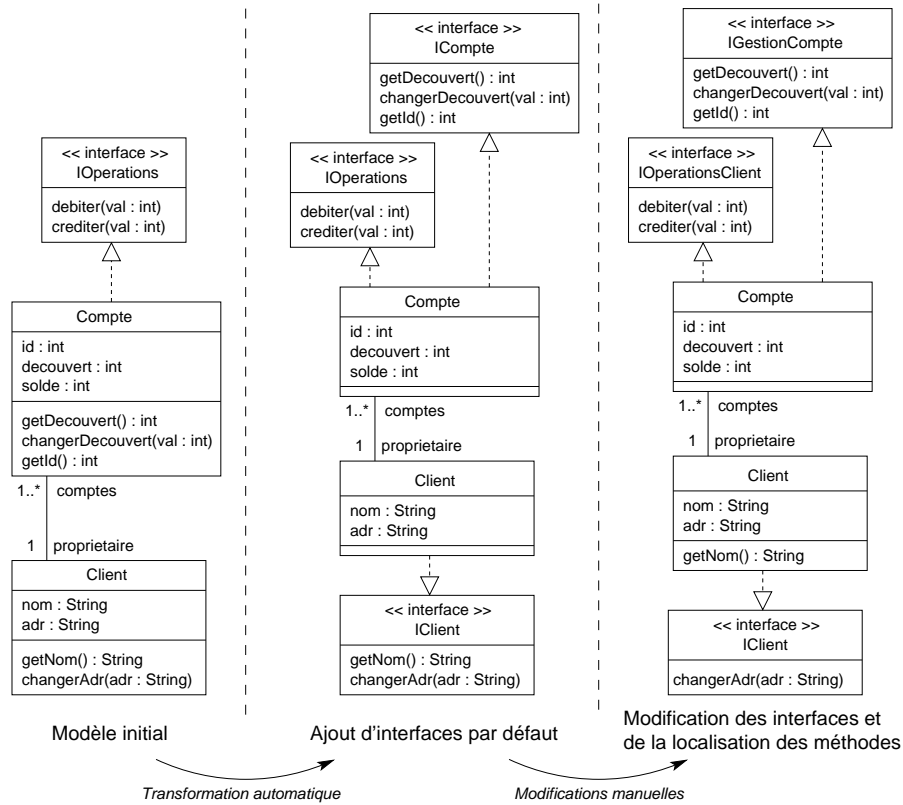 << interface >>
IOperations
debiter(val : int)
crediter(val : int)
Compte
id : int
decouvert : int
solde : int
getDecouvert() : int
changerDecouvert(val : int)
getId() : int
1..* comptes
1 proprietaire
Client
nom : String
adr : String
getNom() : String
changerAdr(adr : String)
Modèle initial
<< interface >>
ICompte
getDecouvert() : int
changerDecouvert(val : int)
getId() : int
<< interface >>
IOperations
debiter(val : int)
crediter(val : int)
Compte
id : int
decouvert : int
solde : int
1..* comptes
1 proprietaire
Client
nom : String
adr : String
<< interface >>
IClient
getNom() : String
changerAdr(adr : String)
Ajout d'interfaces par défaut
<< interface >>
IGestionCompte
getDecouvert() : int
changerDecouvert(val : int)
getId() : int
<< interface >>
IOperationsClient
debiter(val : int)
crediter(val : int)
Compte
id : int
decouvert : int
solde : int
1..* comptes
1 proprietaire
Client
nom : String
adr : String
getNom() : String
<< interface >>
IClient
changerAdr(adr : String)
Modification des interfaces et
de la localisation des méthodes
Transformation automatique
Modifications manuelles